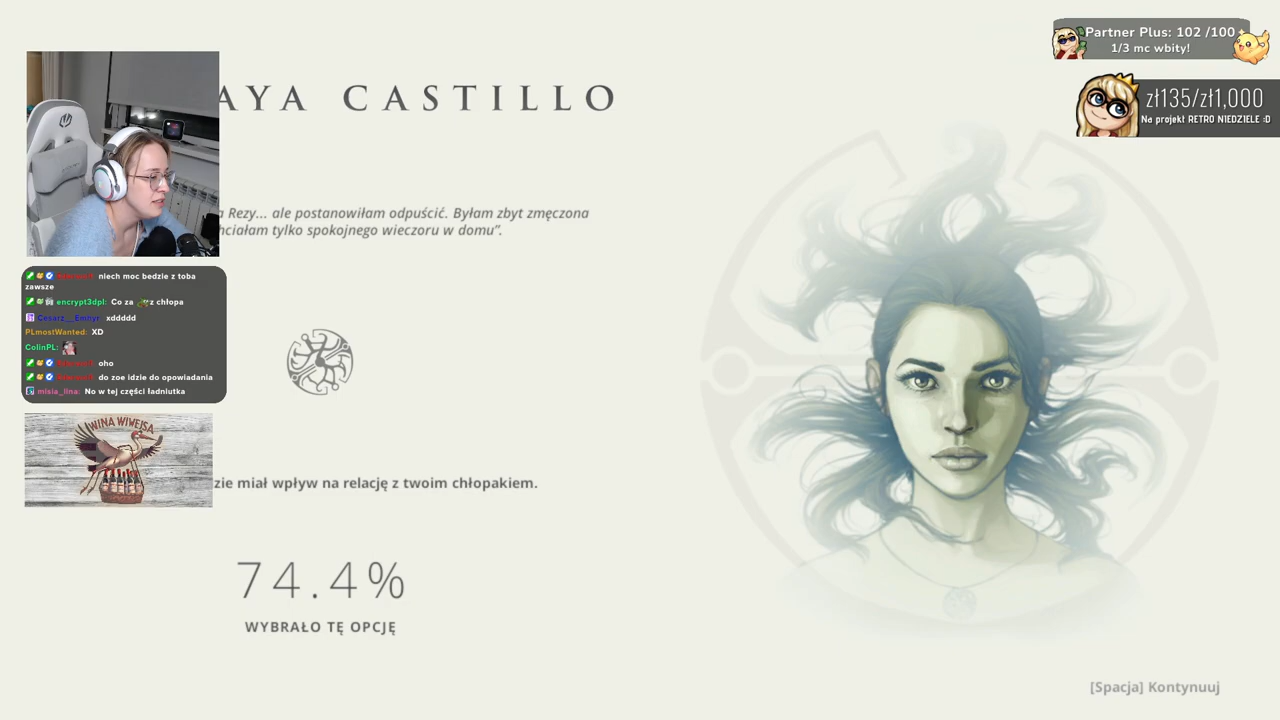 Partner Plus: 102 /100
1/3 mc wbity!
zł135/zł1,000
Na projekt RETRO NIEDZIELE :D
AYA CASTILLO
Rezy... ale postanowiłam odpuścić. Byłam zbyt zmęczona
hciałam tylko spokojnego wieczoru w domu”.
niech moc bedzie z toba
zawsze
encrypt3dpl: Co za z chłopa
xddddd
PLmostWanted: XD
ColinPL:
oho
do zoe idzie do opowiadania
misia_lina: No w tej części ładniutka
WINA WIWEJSA
zie miał wpływ na relację z twoim chłopakiem.
74.4%
WYBRAŁO TĘ OPCJĘ
[Spacja] Kontynuuj